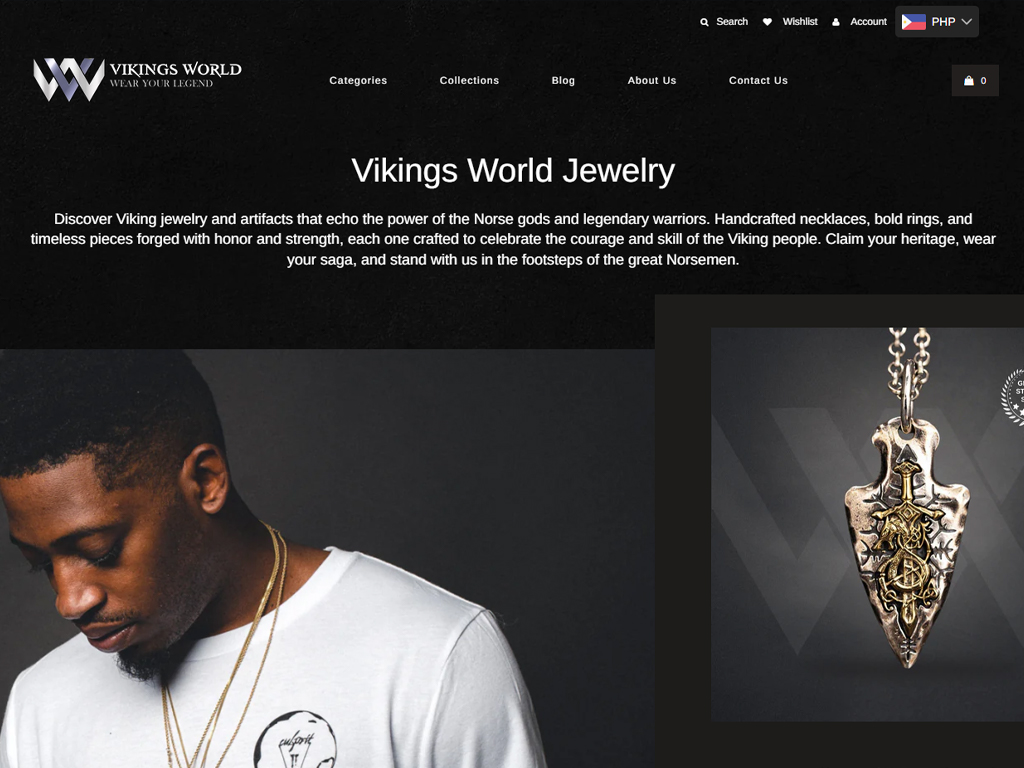 Search Wishlist Account PHP
VIKINGS WORLD
WEAR YOUR LEGEND
Categories Collections Blog About Us Contact Us 0
Vikings World Jewelry
Discover Viking jewelry and artifacts that echo the power of the Norse gods and legendary warriors. Handcrafted necklaces, bold rings, and
timeless pieces forged with honor and strength, each one crafted to celebrate the courage and skill of the Viking people. Claim your heritage, wear
your saga, and stand with us in the footsteps of the great Norsemen.
culprit